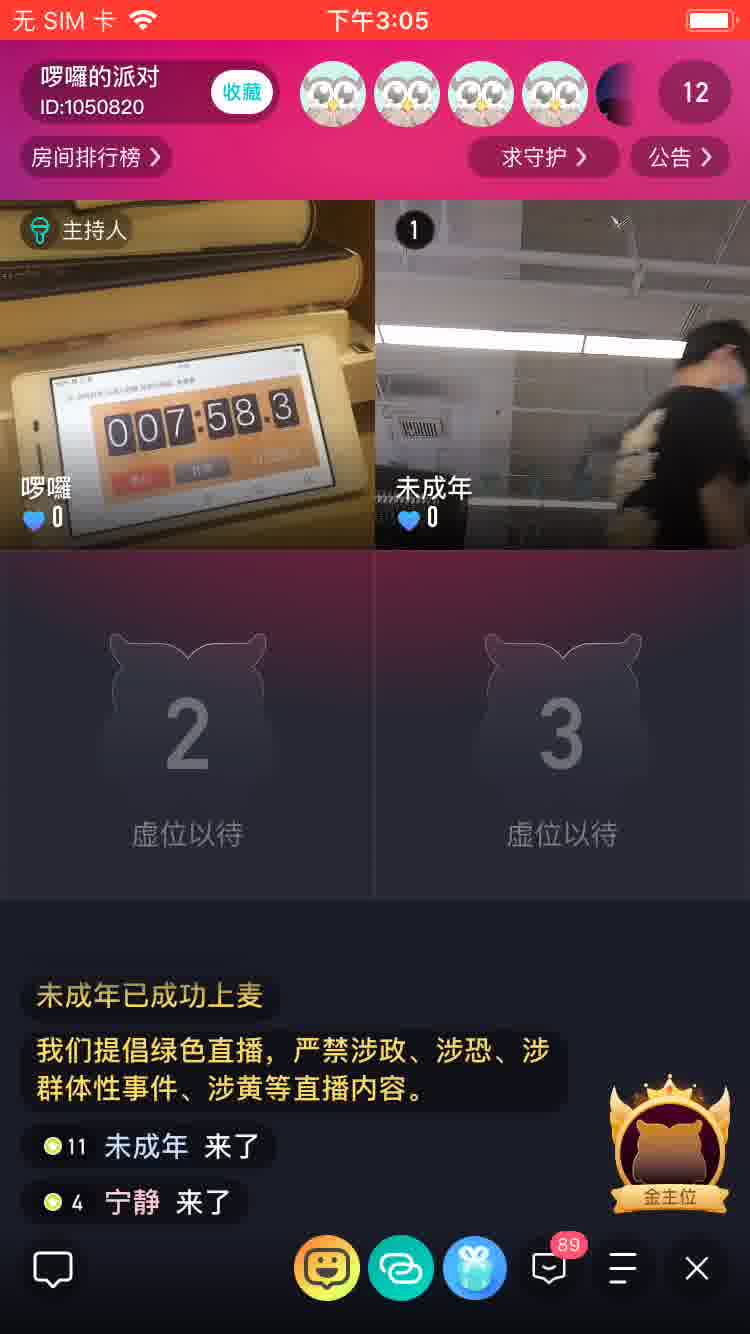 无 SIM 卡
下午3:05
啰囉的派对
ID:1050820
收藏
12
房间排行榜
求守护
公告
主持人
1
007:58.3
啰囉
0
未成年
0
2
虚位以待
3
虚位以待
未成年已成功上麦
我们提倡绿色直播，严禁涉政、涉恐、涉
群体性事件、涉黄等直播内容。
11 未成年 来了
4 宁静 来了
金主位
89